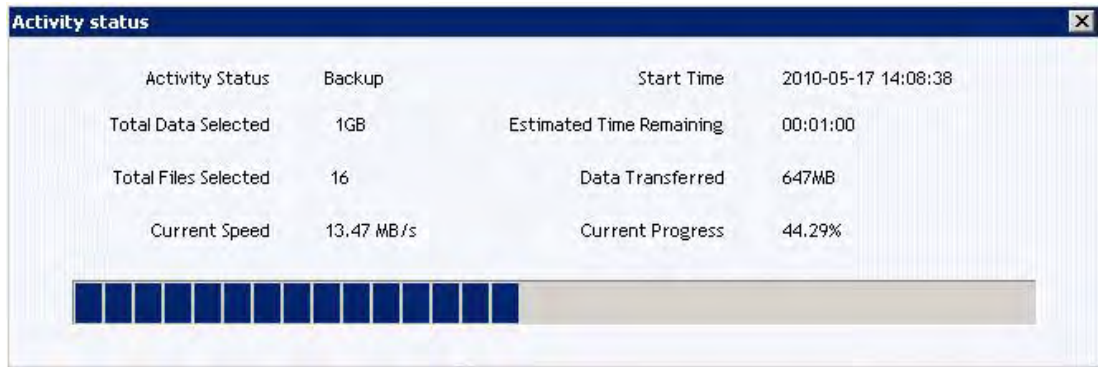 Activity status
Activity Status Backup Start Time 2010-05-17 14:08:38
Total Data Selected 1GB Estimated Time Remaining 00:01:00
Total Files Selected 16 Data Transferred 647MB
Current Speed 13.47 MB/s Current Progress 44.29%